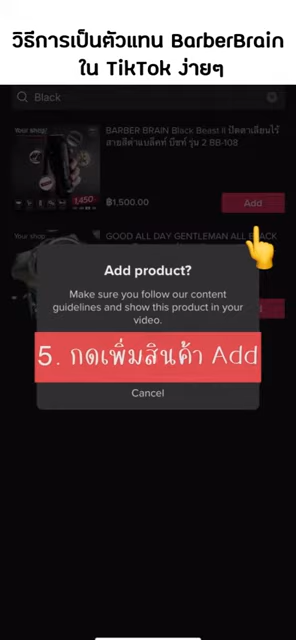 วิธีการเป็นตัวแทน BarberBrain
ใน TikTok ง่ายๆ
Black
Your shop
BARBER BRAIN Black Beast II ปัตตาเลี่ยนไร้
สายสีดำแบล็คท์ บีซท์ รุ่น 2 BB-108
1,450
฿1,500.00
Add
Your shop
GOOD ALL DAY GENTLEMAN ALL BLACK
Add product?
Make sure you follow our content
guidelines and show this product in your
video.
5. กดเพิ่มสินค้า Add
Cancel